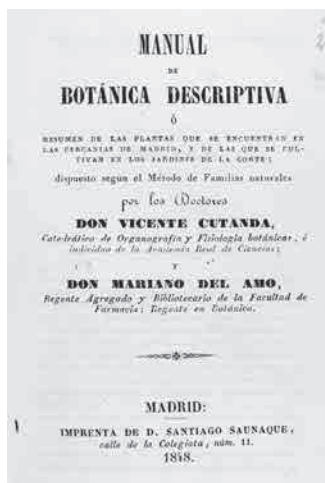 MANUAL
DE
BOTÁNICA DESCRIPTIVA
Ó
RESUMEN DE LAS PLANTAS QUE SE ENCUENTRAN EN
LAS CERCANIAS DE MADRID, Y DE LAS QUE SE CUL-
TIVAN EN LOS JARDINES DE LA CORTE;
dispuesto según el Método de Familias naturales
por los Doctores
DON VICENTE CUTANDA,
Catedrático de Organografía y Fisiología botánicas, é
individuo de la Academia Real de Ciencias;
Y
DON MARIANO DEL AMO,
Regente Agregado y Bibliotecario de la Facultad de
Farmacia; Regente en Botánica.
MADRID:
IMPRENTA DE D. SANTIAGO SAUNAQUE,
calle de la Colegiata, núm. 11.
1848.